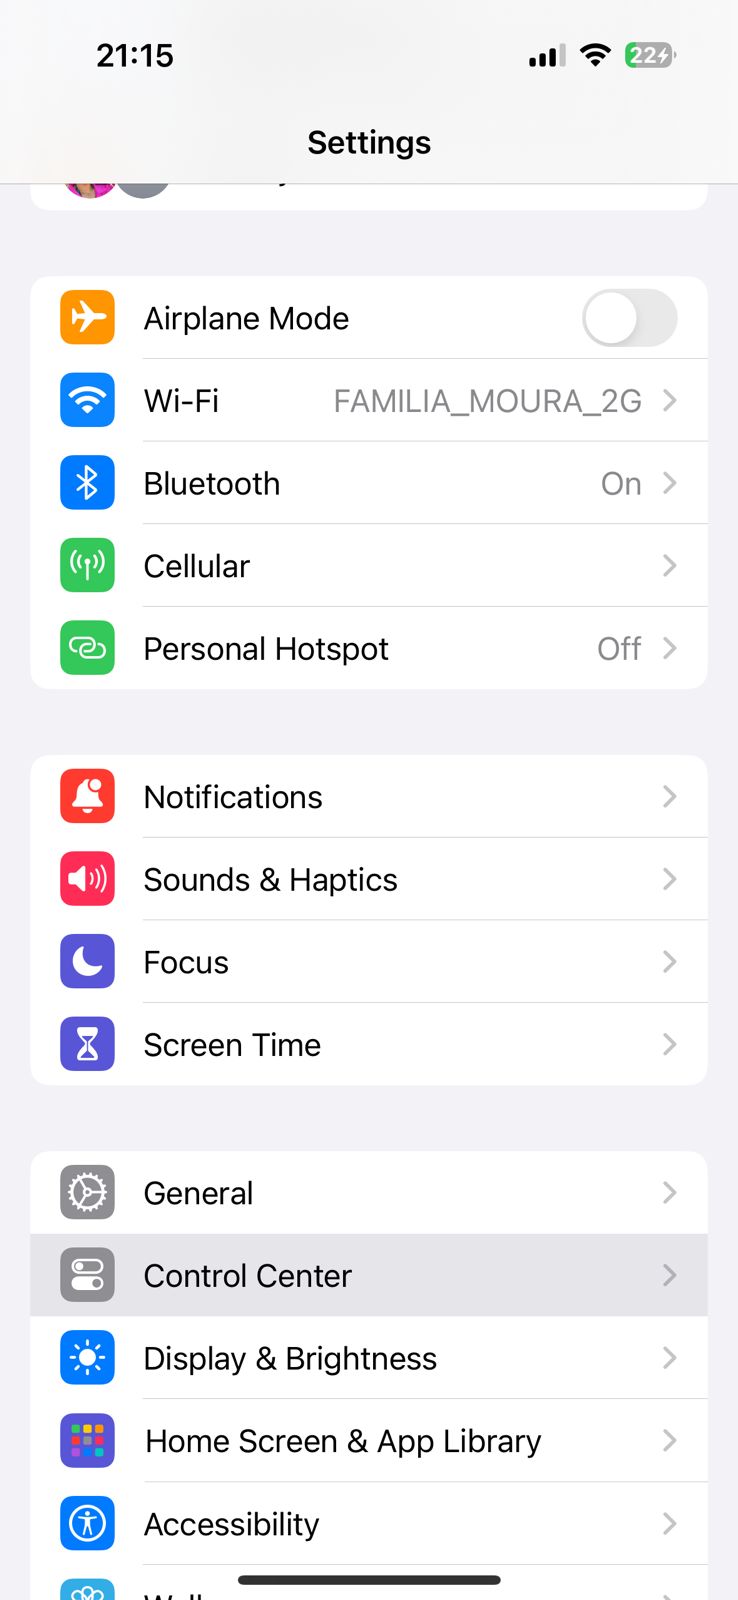 21:15
22
Settings
Airplane Mode
Wi-Fi FAMILIA_MOURA_2G
Bluetooth On
Cellular
Personal Hotspot Off
Notifications
Sounds & Haptics
Focus
Screen Time
General
Control Center
Display & Brightness
Home Screen & App Library
Accessibility